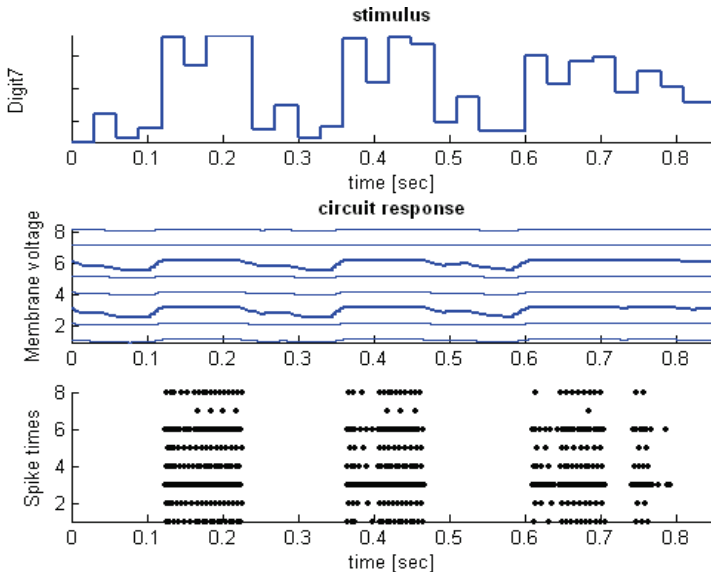 stimulus
Digit7
0 0.1 0.2 0.3 0.4 0.5 0.6 0.7 0.8
time [sec]
circuit response
Membrane voltage
8
6
4
2
0 0.1 0.2 0.3 0.4 0.5 0.6 0.7 0.8
time [sec]
Spike times
8
6
4
2
0 0.1 0.2 0.3 0.4 0.5 0.6 0.7 0.8
time [sec]